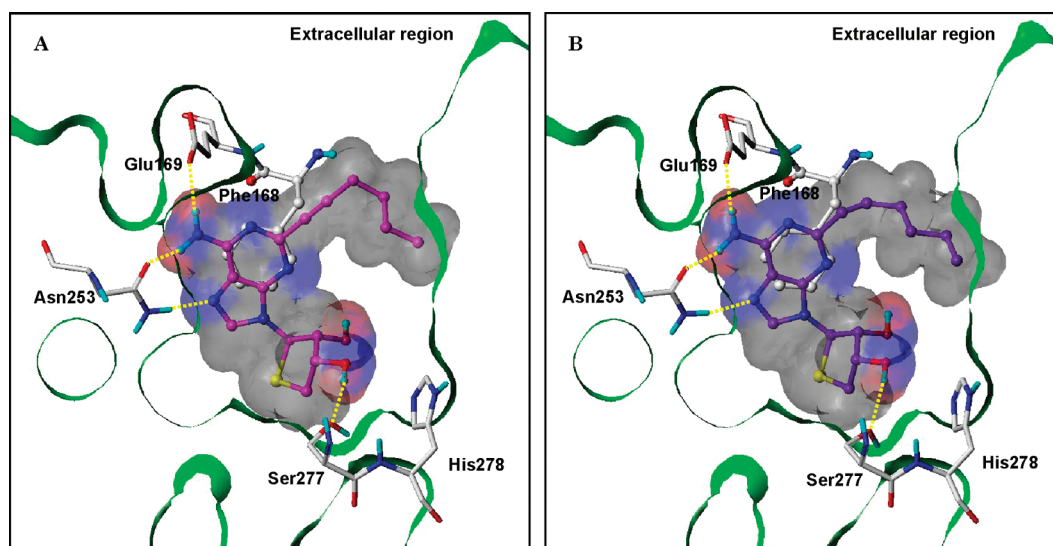 A
Extracellular region
Glu169
Phe168
Asn253
Ser277
His278
B
Extracellular region
Glu169
Phe168
Asn253
Ser277
His278